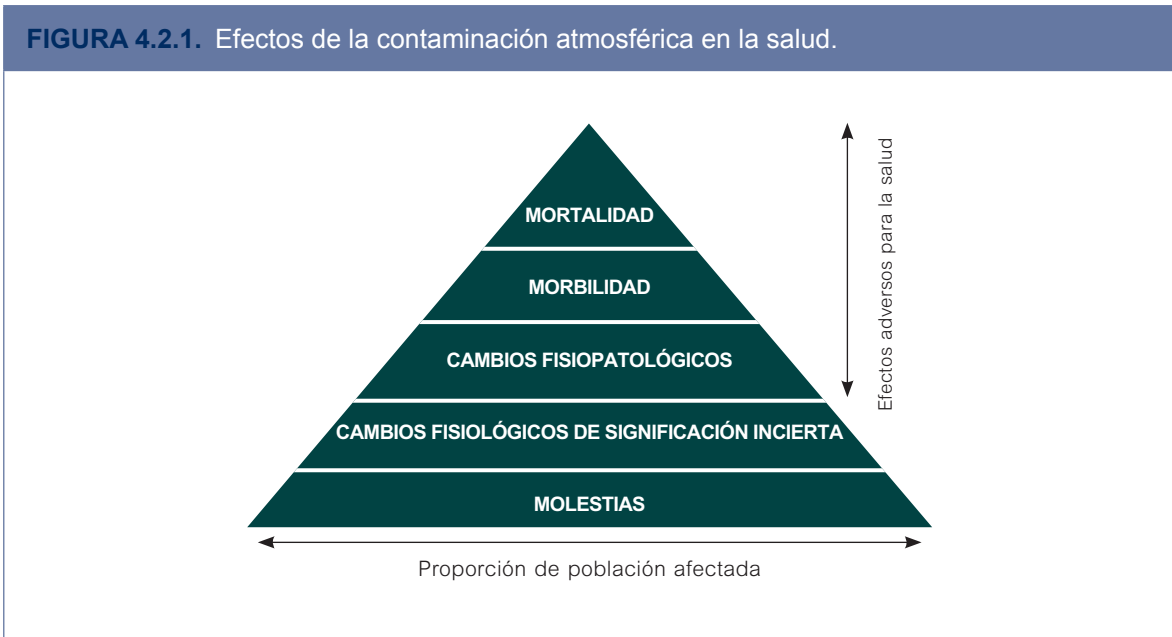 FIGURA 4.2.1. Efectos de la contaminación atmosférica en la salud.
MORTALIDAD
MORBILIDAD
CAMBIOS FISIOPATOLÓGICOS
CAMBIOS FISIOLÓGICOS DE SIGNIFICACIÓN INCIERTA
MOLESTIAS
Efectos adversos para la salud
Proporción de población afectada